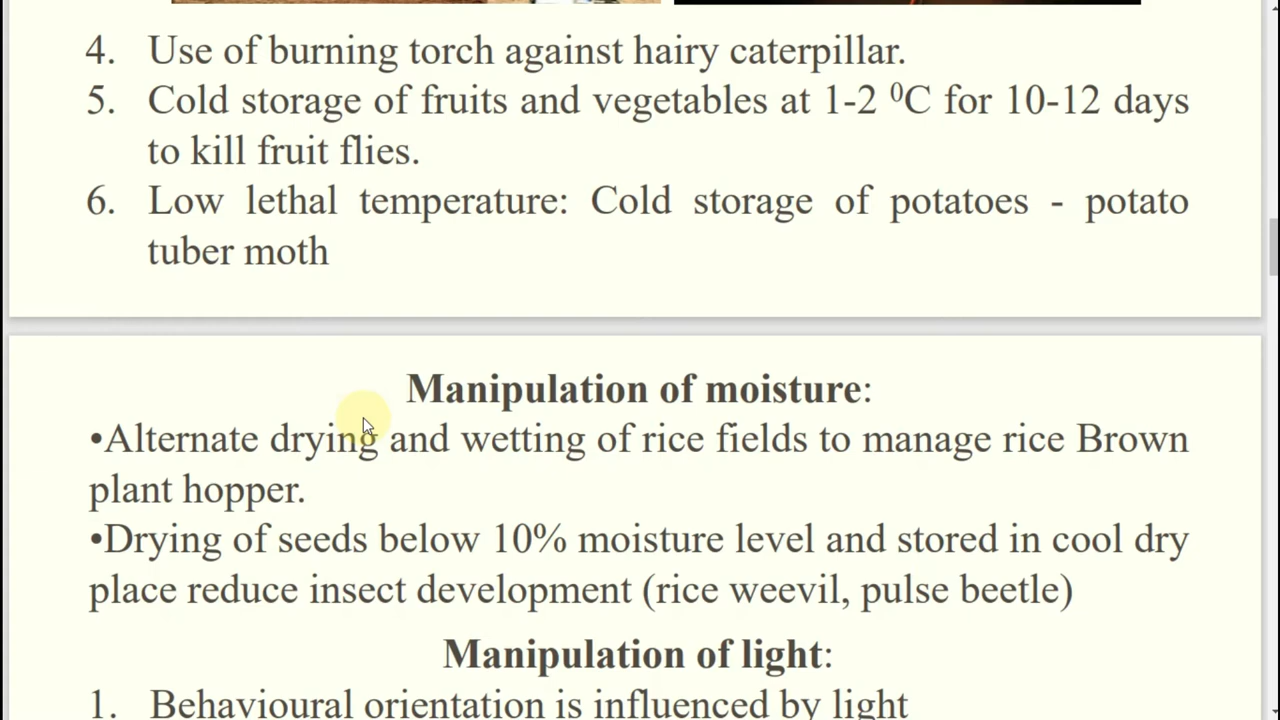 4. Use of burning torch against hairy caterpillar.
5. Cold storage of fruits and vegetables at 1-2 ⁰C for 10-12 days
to kill fruit flies.
6. Low lethal temperature: Cold storage of potatoes - potato
tuber moth
Manipulation of moisture:
•Alternate drying and wetting of rice fields to manage rice Brown
plant hopper.
•Drying of seeds below 10% moisture level and stored in cool dry
place reduce insect development (rice weevil, pulse beetle)
Manipulation of light:
1. Behavioural orientation is influenced by light